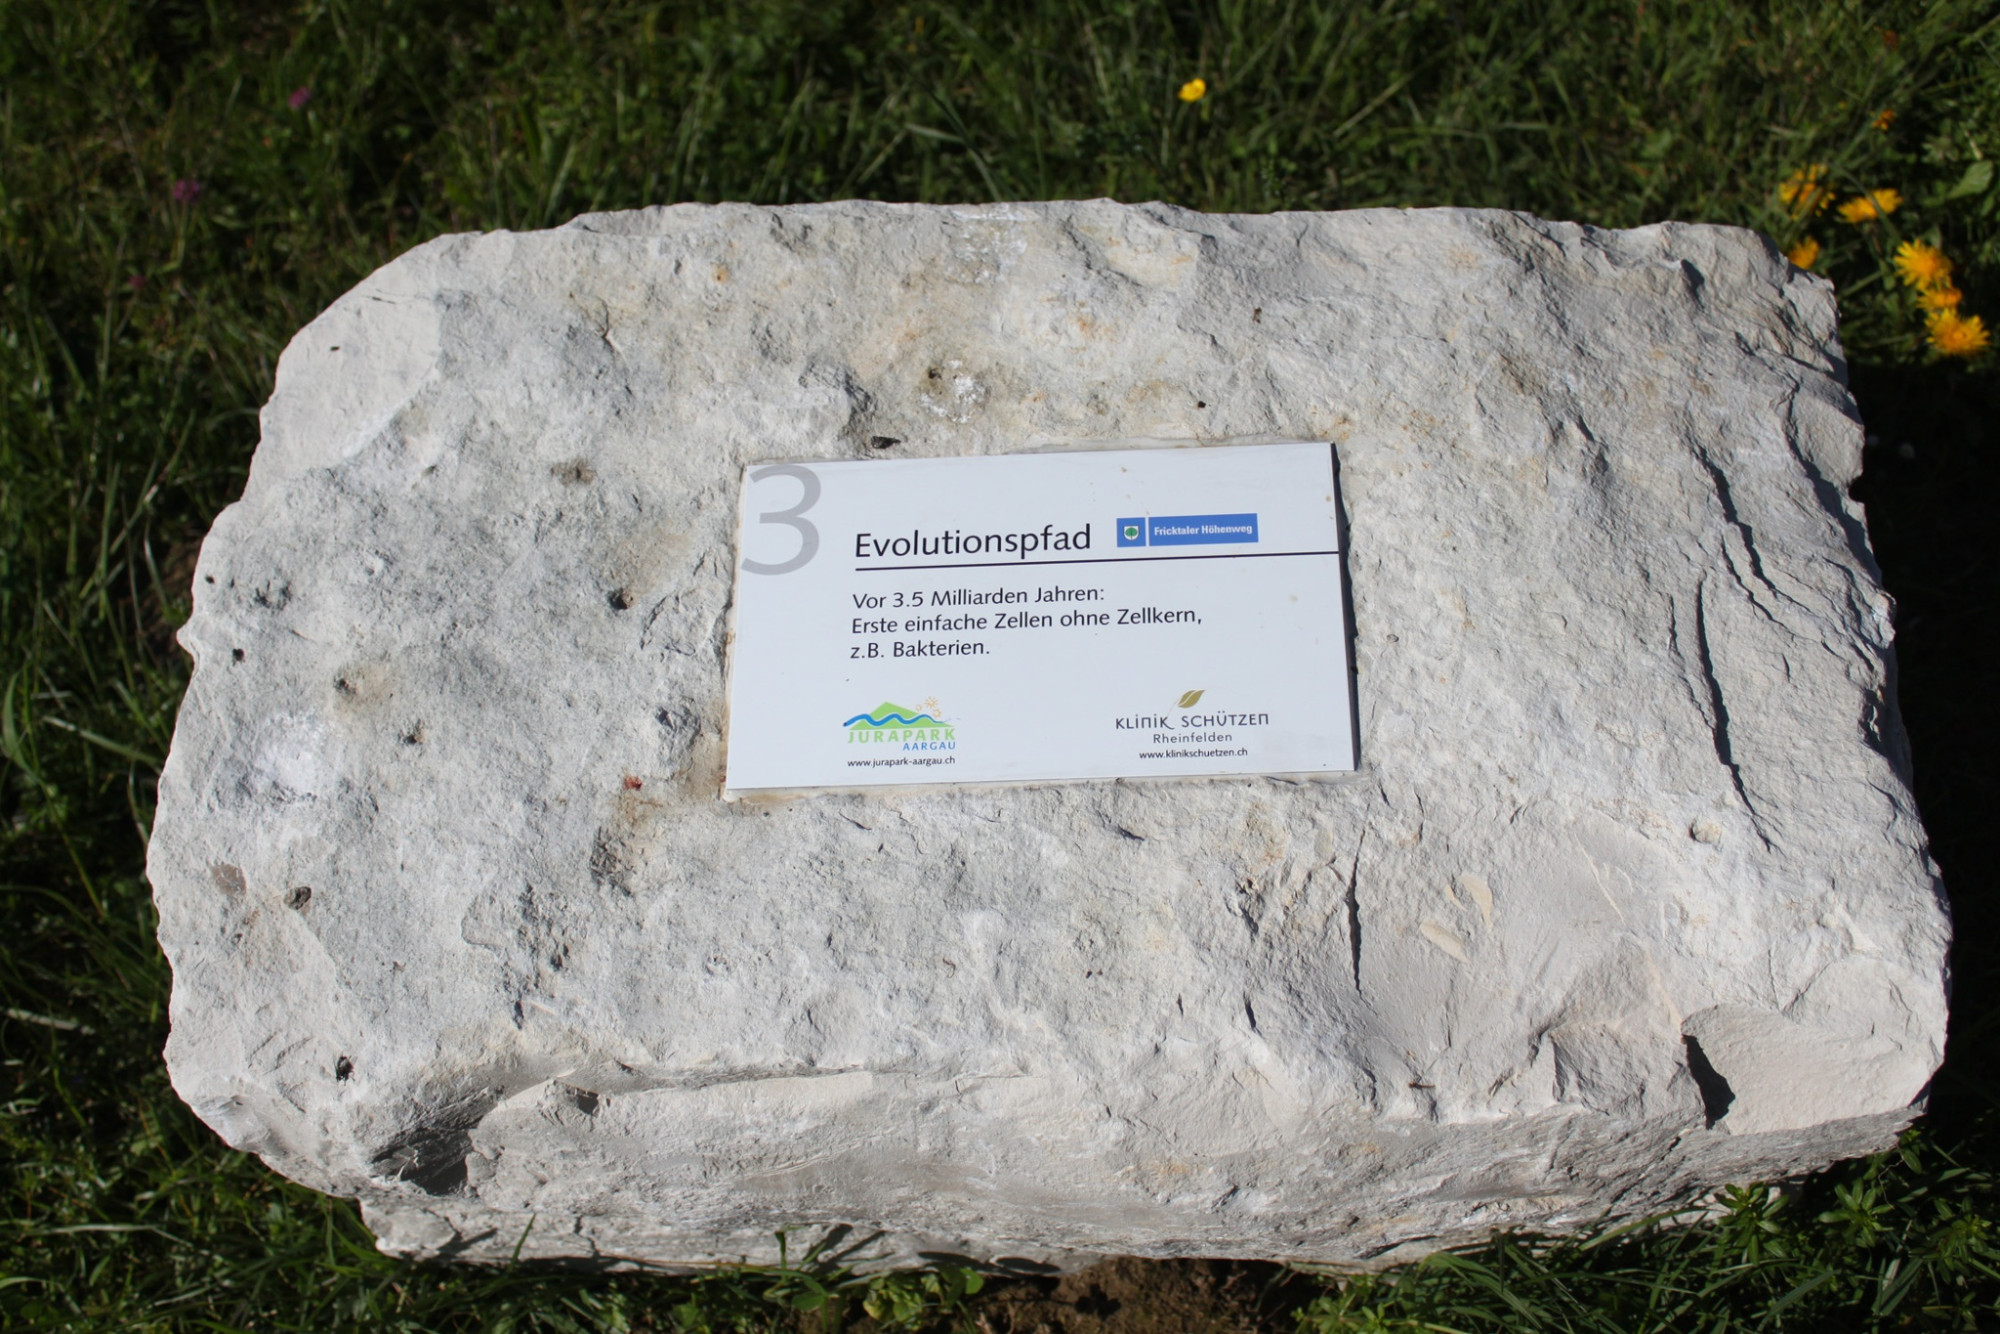 3
Evolutionspfad
Fricktaler Höhenweg
Vor 3.5 Milliarden Jahren:
Erste einfache Zellen ohne Zellkern,
z.B. Bakterien.
JURAPARK
AARGAU
www.jurapark-aargau.ch
KLINIK SCHÜTZEN
Rheinfelden
www.klinikschuetzen.ch